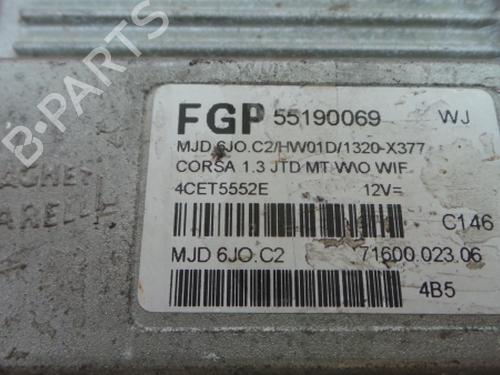 B-PARTS
FGP 55190069 WJ
MJD 6JO.C2/HW01D/1320-X377
CORSA 1.3 JTD MT W\O WIF
4CET5552E 12V=
C146
MJD 6JO.C2 71600.023.06
4B5